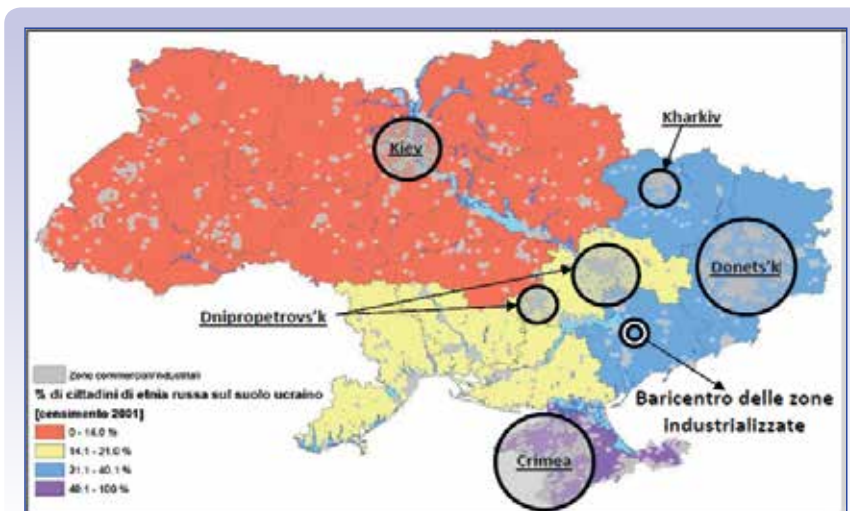 Kiev
Kharkiv
Donets'k
Dnipropetrovs'k
Baricentro delle zone
industrializzate
Crimea
Zone commerciali/industriali
% di cittadini di etnia russa sul suolo ucraino
[censimento 2001]
0 - 14.0 %
14.1 - 21.0 %
21.1 - 40.1 %
40.1 - 100 %